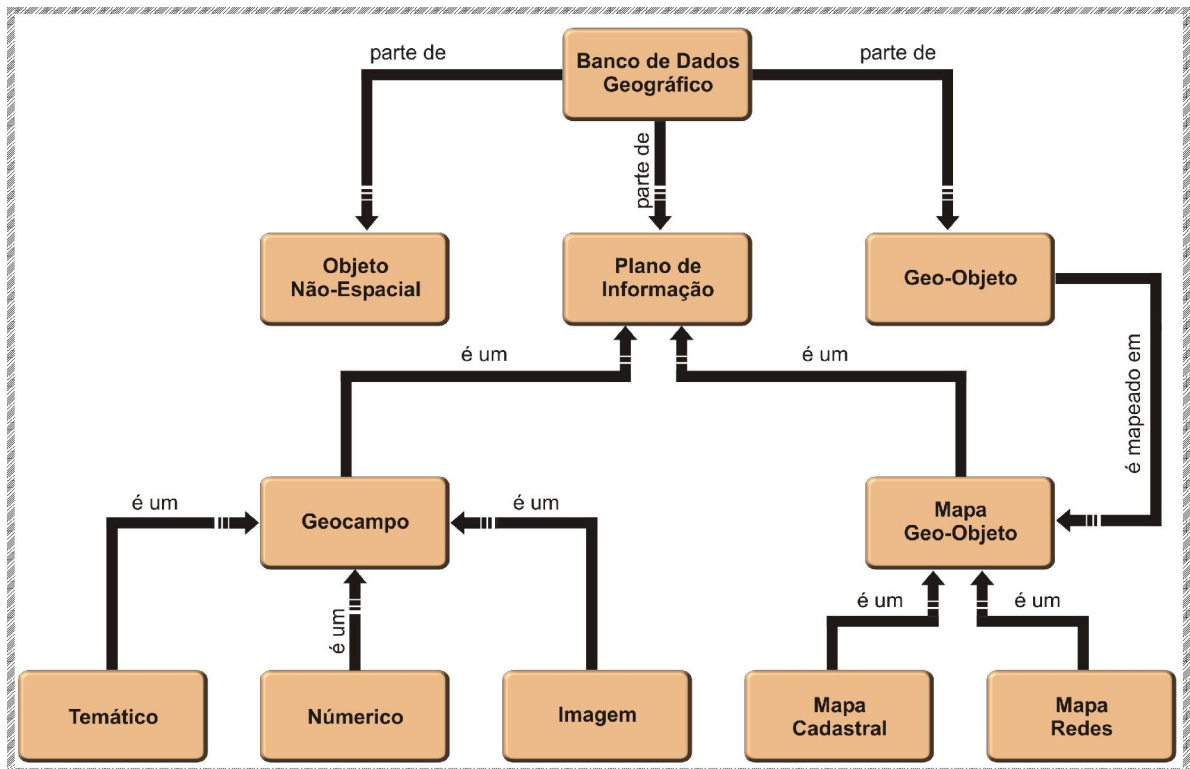 parte de
Banco de Dados
Geográfico
parte de
parte de
Objeto
Não-Espacial
Plano de
Informação
Geo-Objeto
é um
é um
é mapeado em
é um
Geocampo
é um
Mapa
Geo-Objeto
é um
é um
é um
Temático
Númerico
Imagem
Mapa
Cadastral
Mapa
Redes